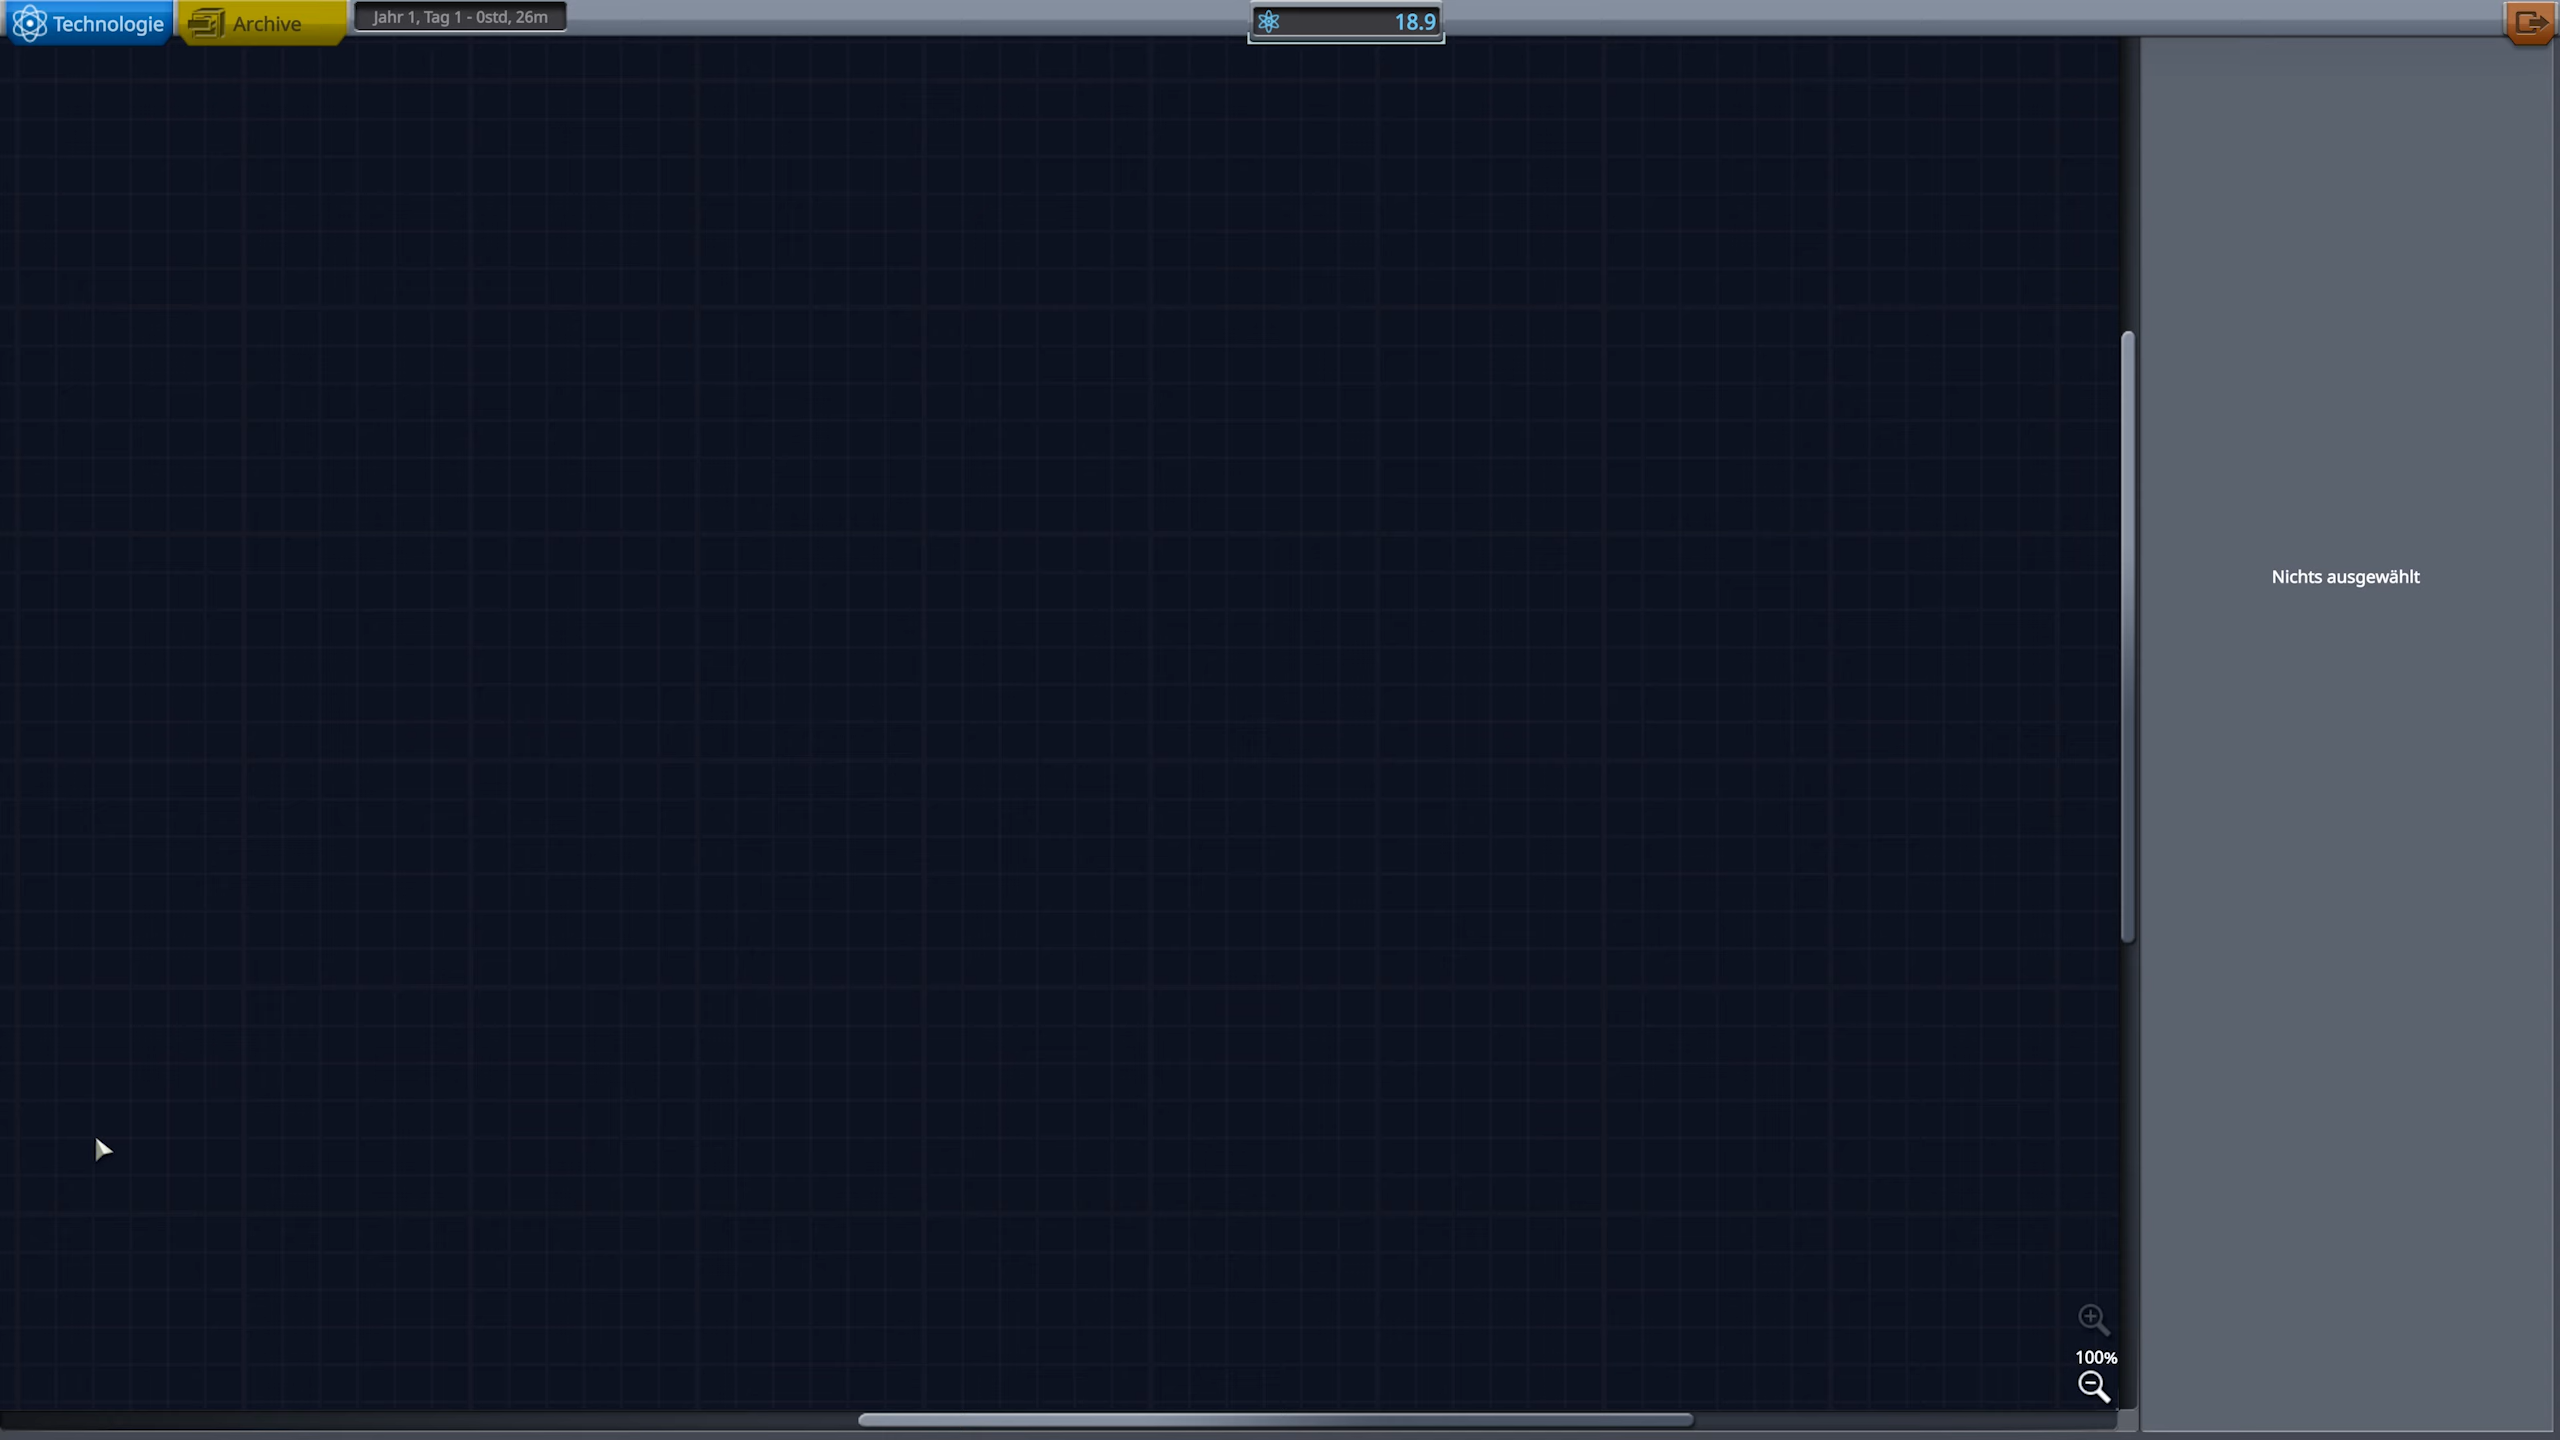 Technologie
Archive
Jahr 1, Tag 1 - 0std, 26m
18.9
Nichts ausgewählt
100%